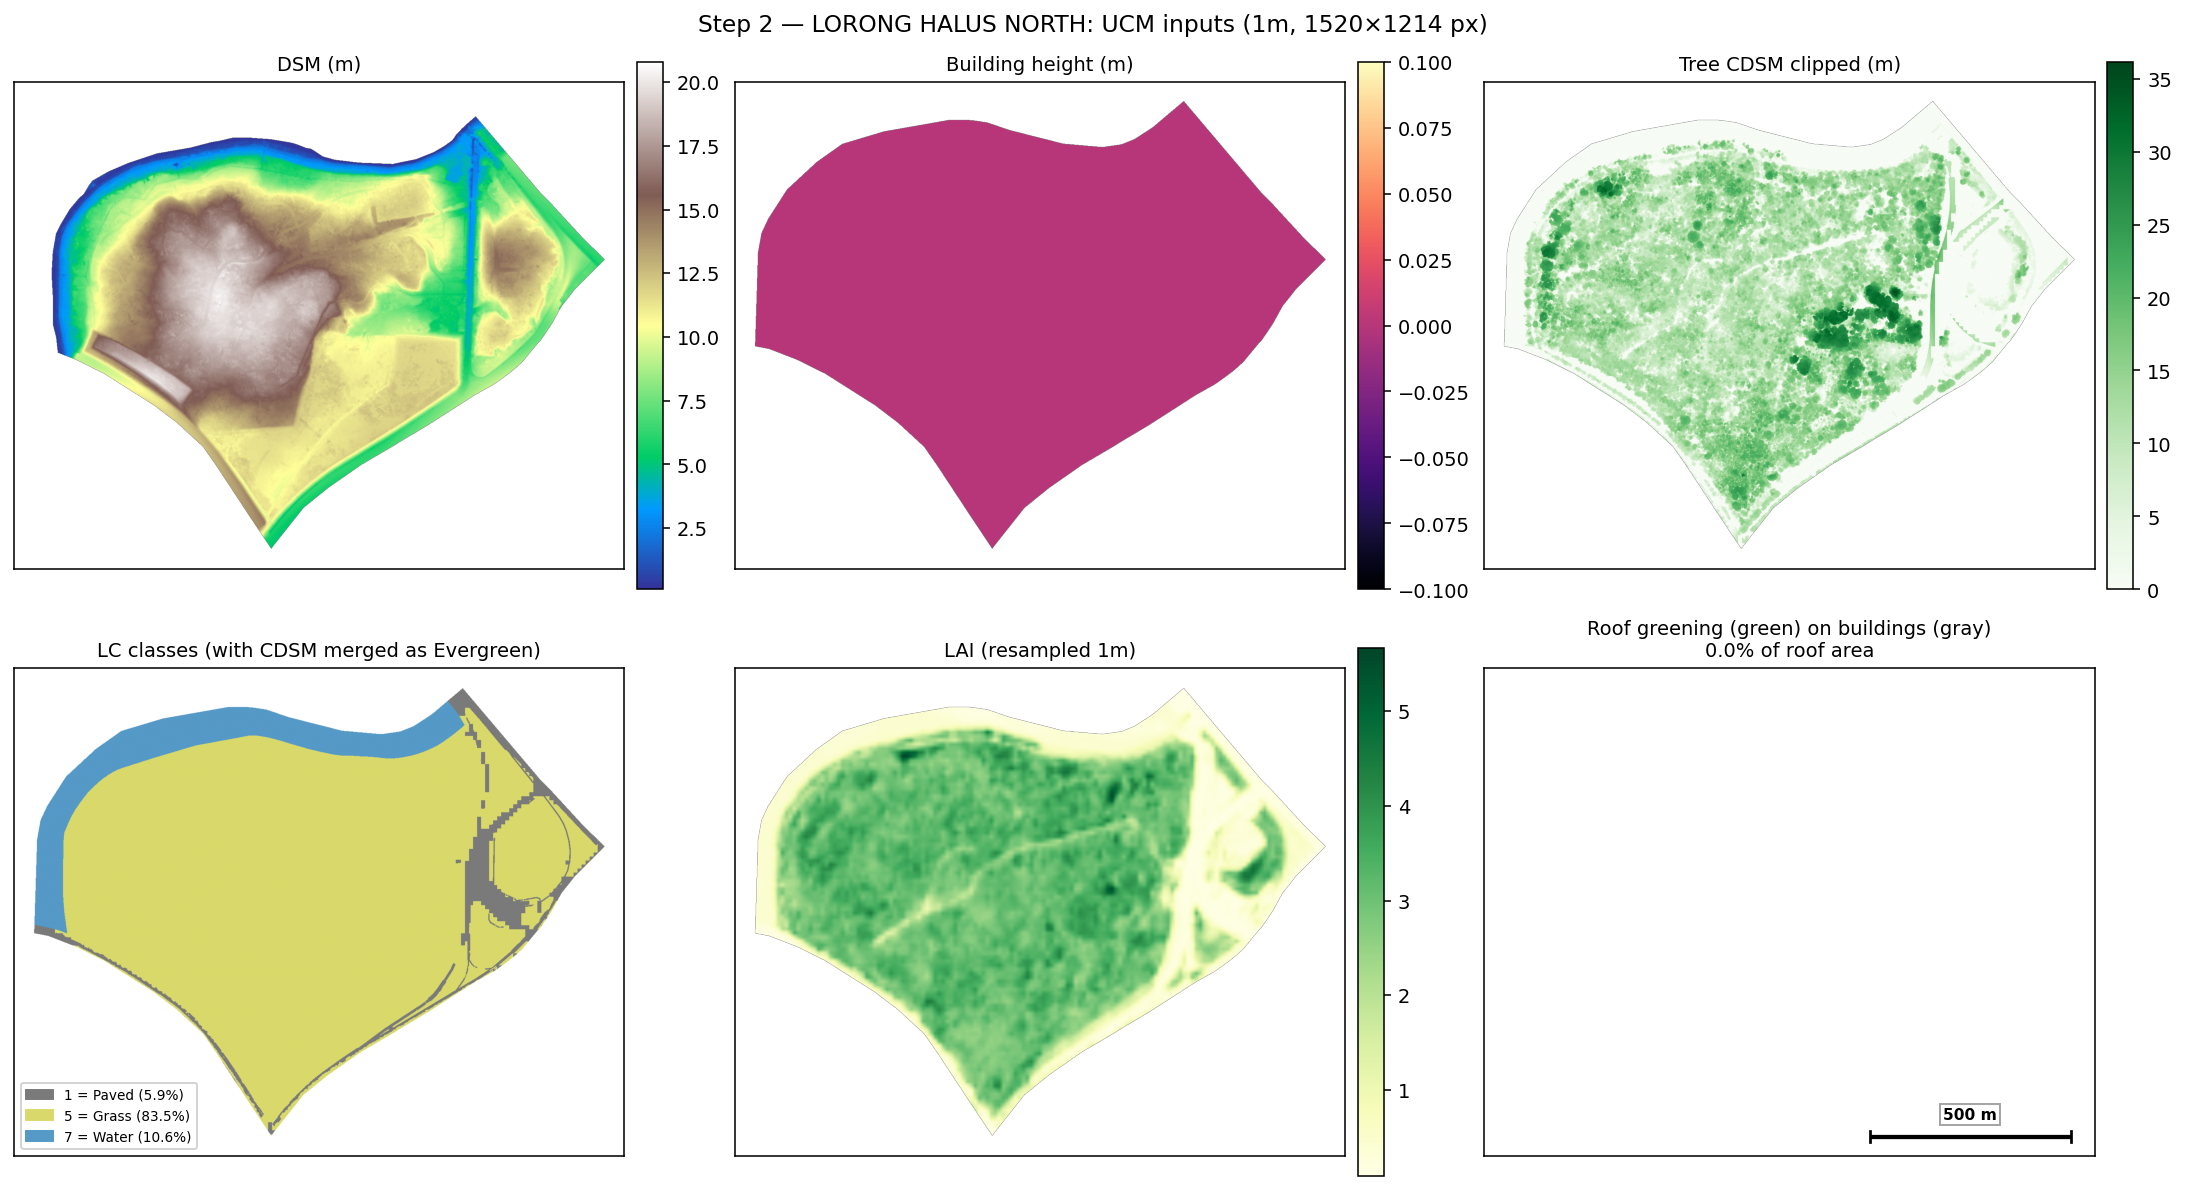 Step 2 — LORONG HALUS NORTH: UCM inputs (1m, 1520×1214 px)
DSM (m)
20.0
17.5
15.0
12.5
10.0
7.5
5.0
2.5
Building height (m)
0.100
0.075
0.050
0.025
0.000
−0.025
−0.050
−0.075
−0.100
Tree CDSM clipped (m)
35
30
25
20
15
10
5
0
LC classes (with CDSM merged as Evergreen)
1 = Paved (5.9%)
5 = Grass (83.5%)
7 = Water (10.6%)
LAI (resampled 1m)
5
4
3
2
1
Roof greening (green) on buildings (gray)
0.0% of roof area
500 m